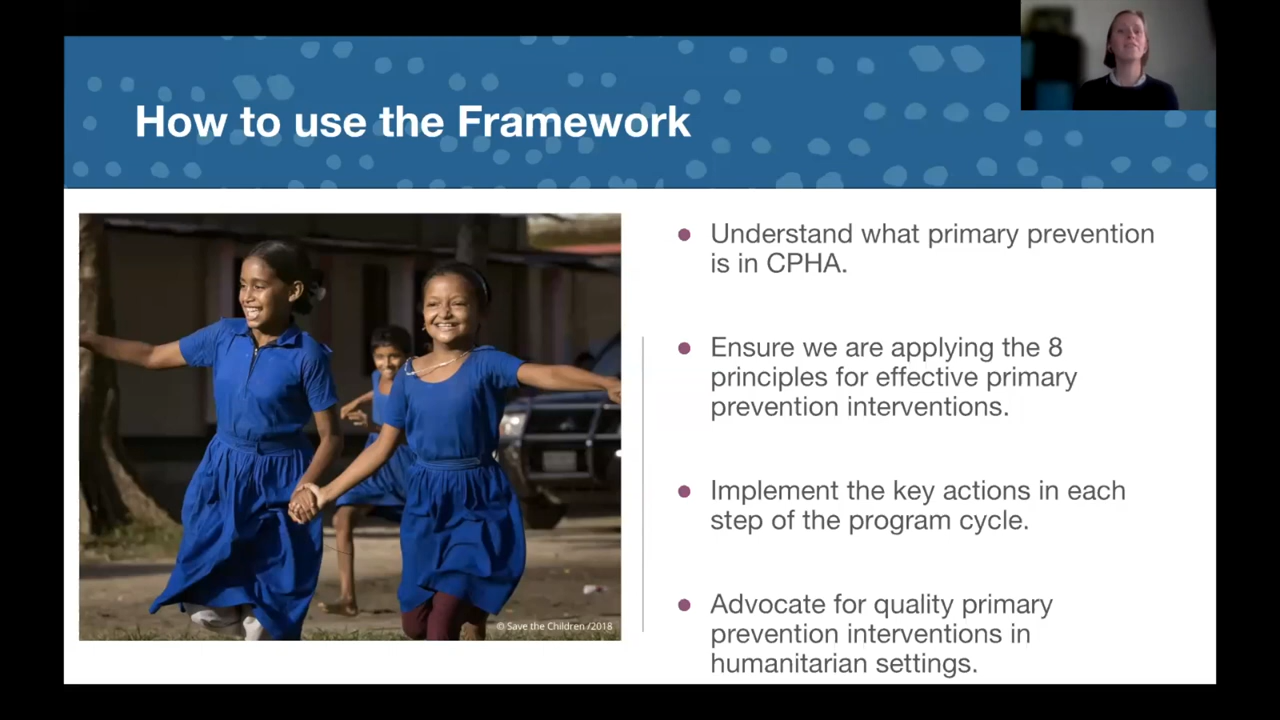 How to use the Framework
Understand what primary prevention
is in CPHA.
Ensure we are applying the 8
principles for effective primary
prevention interventions.
Implement the key actions in each
step of the program cycle.
Advocate for quality primary
prevention interventions in
humanitarian settings.
© Save the Children /2018